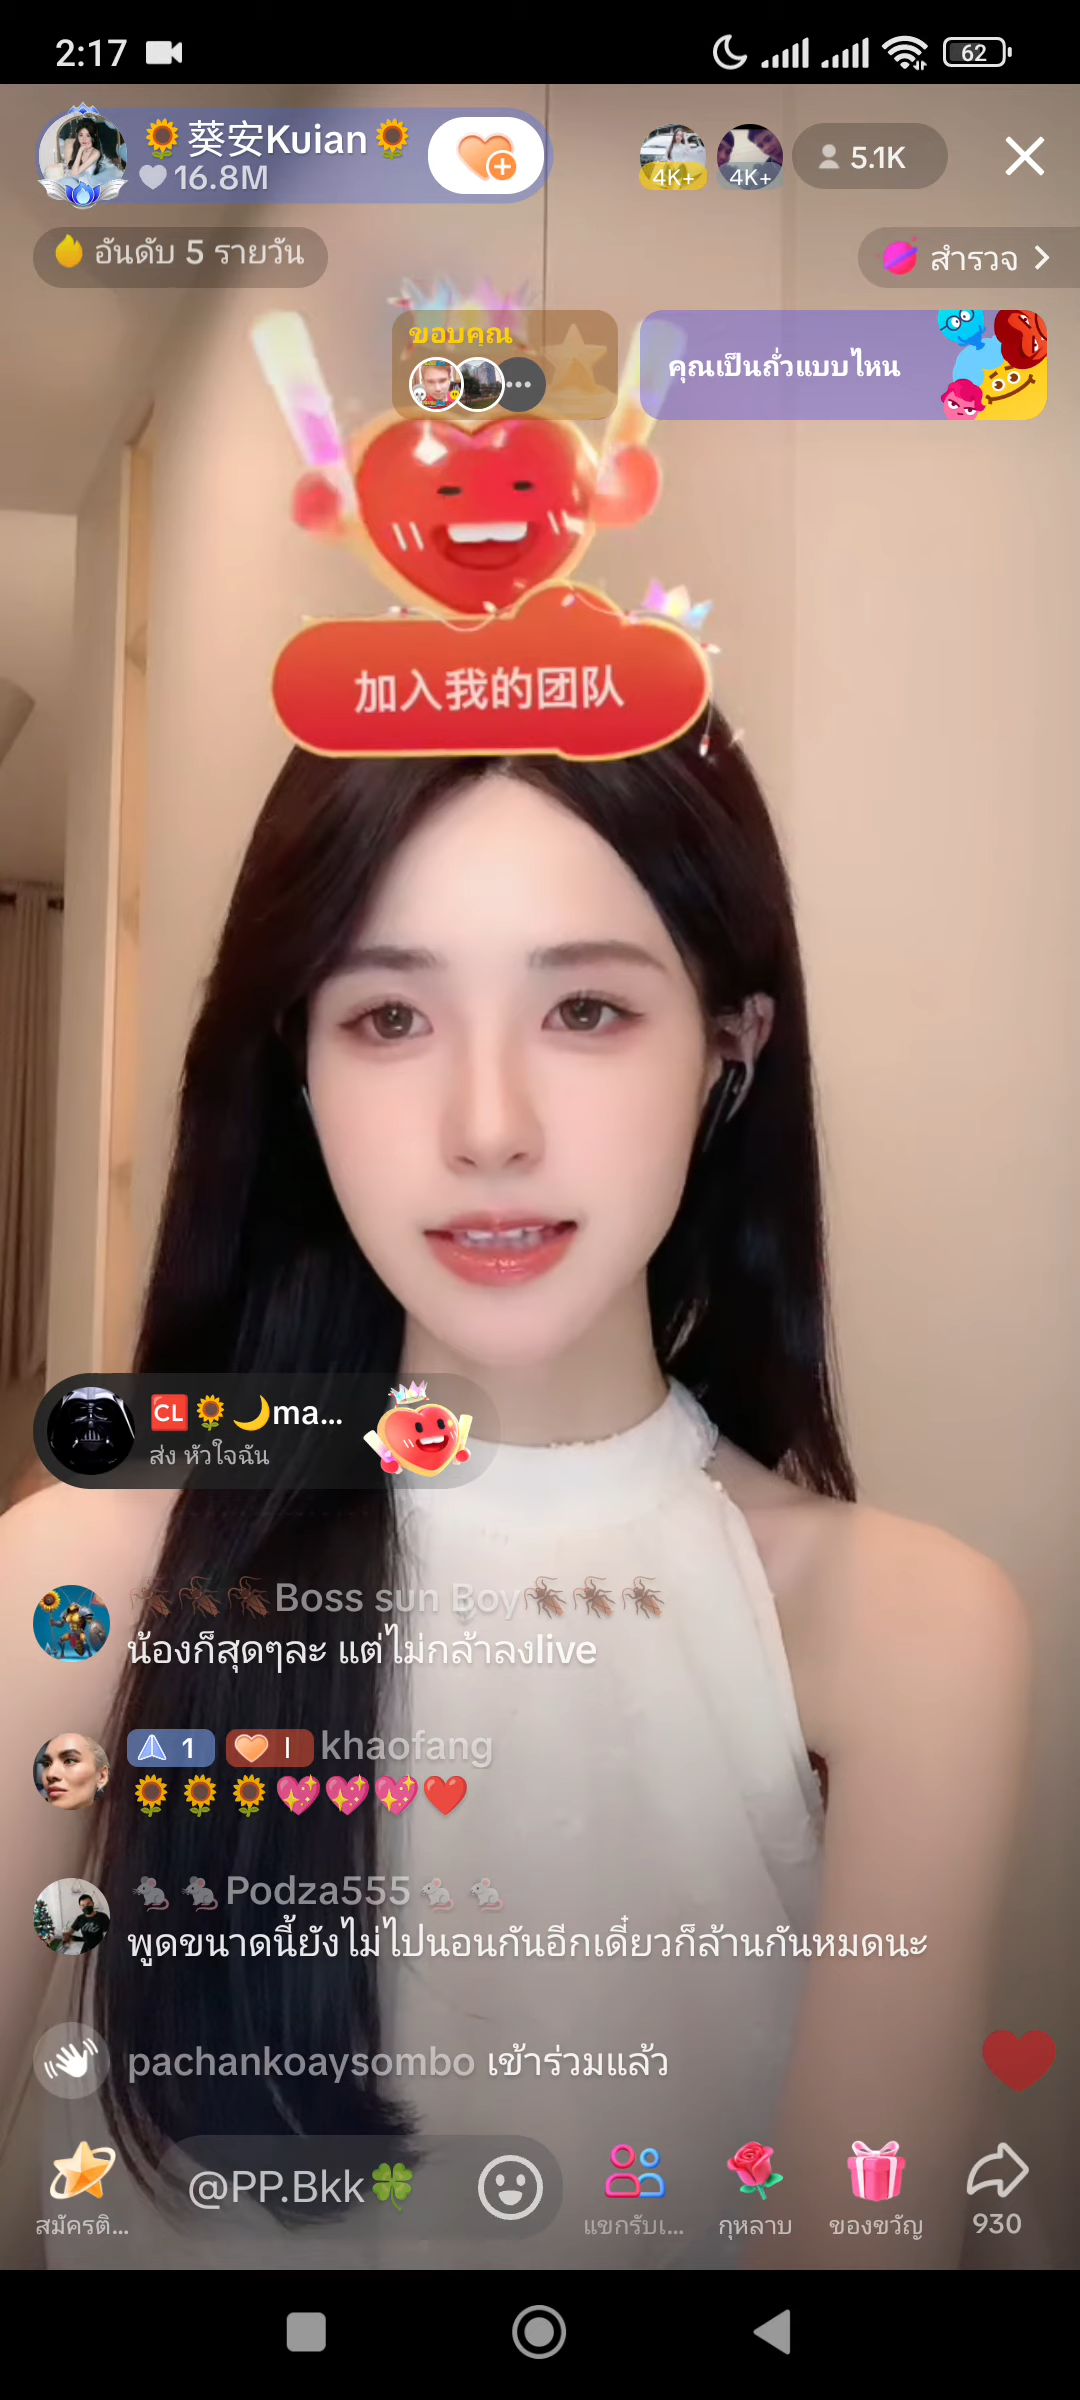 2:17
62
🌻葵安Kuian🌻
16.8M
4K+
4K+
5.1K
อันดับ 5 รายวัน
สำรวจ
ขอบคุณ
คุณเป็นถั่วแบบไหน
加入我的团队
🆑🌻🌙ma...
ส่ง หัวใจฉัน
🪳🪳🪳Boss sun Boy🪳🪳🪳
น้องก็สุดๆละ แต่ไม่กล้าลงlive
1 I khaofang
🌻🌻🌻💖💖💖❤️
🐁🐁Podza555🐁🐁
พูดขนาดนี้ยังไม่ไปนอนกันอีกเดี๋ยวก็ล้านกันหมดนะ
pachankoaysombo เข้าร่วมแล้ว
@PP.Bkk🍀
สมัครติ...
แขกรับเ...
กุหลาบ
ของขวัญ
930